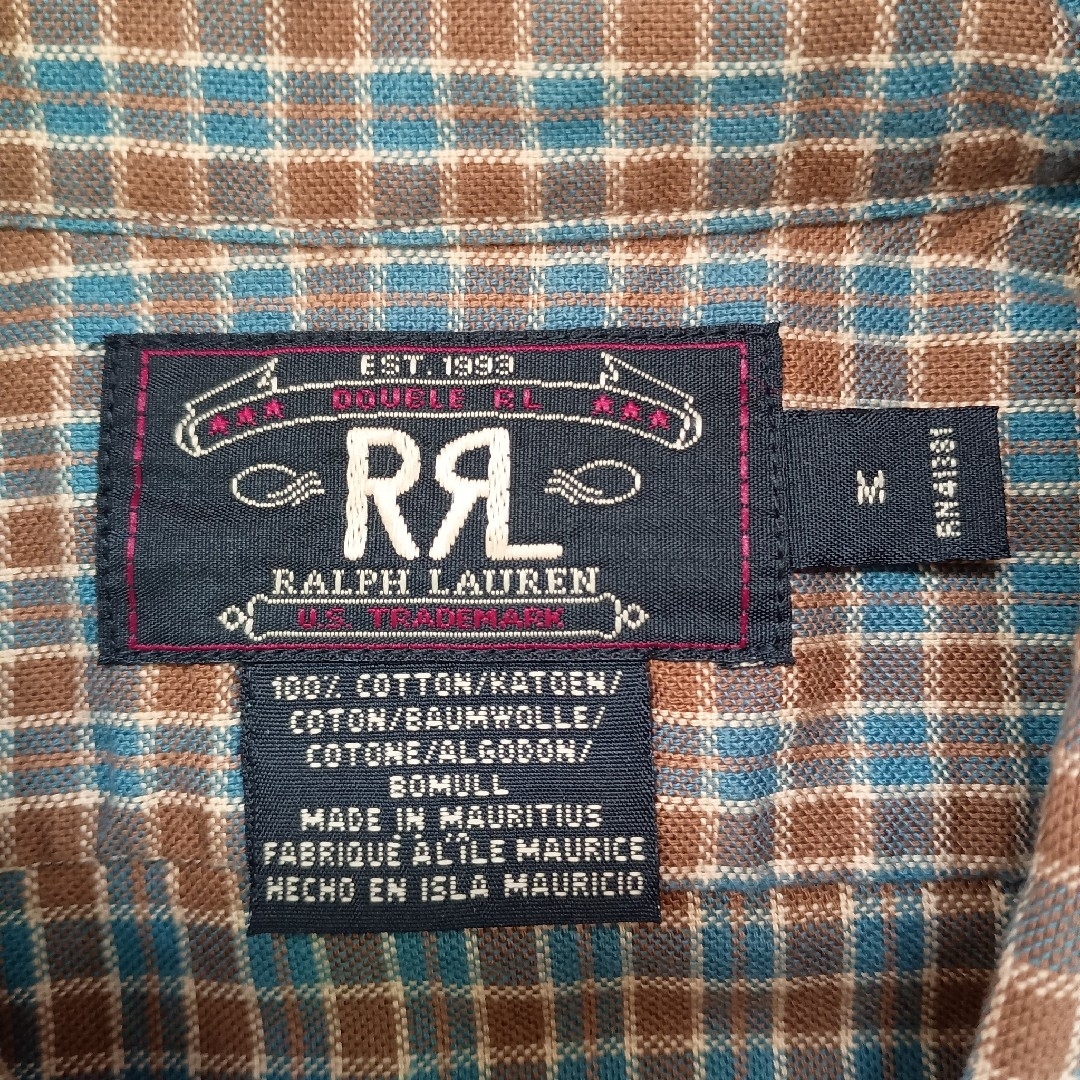 EST. 1993
DOUBLE RL
RRL
RALPH LAUREN
U.S. TRADEMARK
M
RN41381
100% COTTON/KATOEN/
COTON/BAUMWOLLE/
COTONE/ALGODON/
BOMULL
MADE IN MAURITIUS
FABRIQUÉ A L'ÎLE MAURICE
HECHO EN ISLA MAURICIO